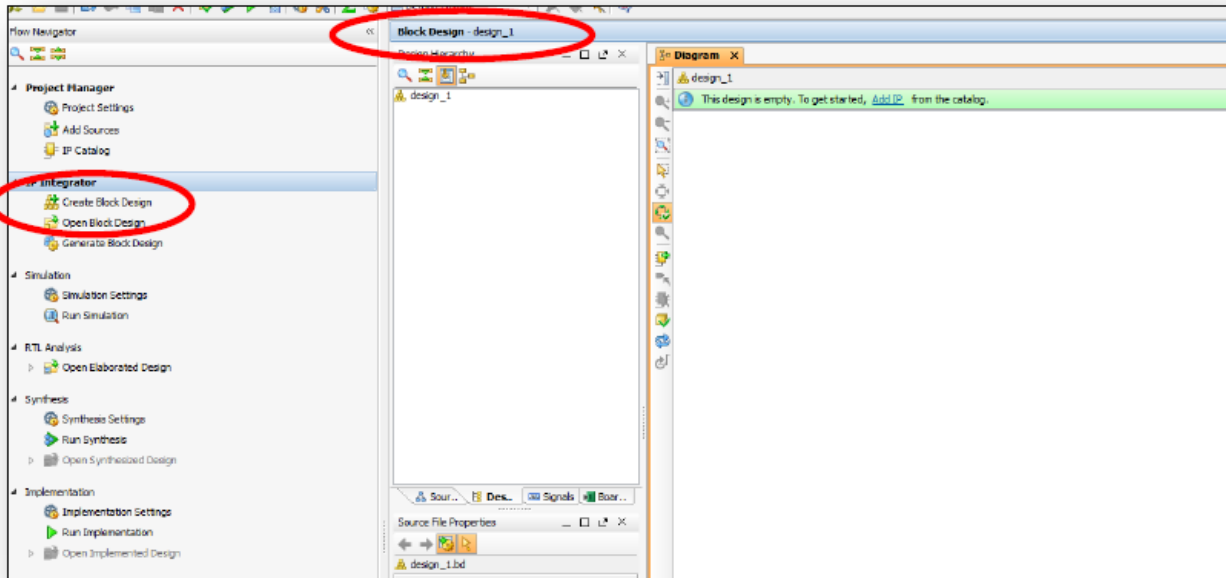 Flow Navigator
Project Manager
Project Settings
Add Sources
IP Catalog
IP Integrator
Create Block Design
Open Block Design
Generate Block Design
Simulation
Simulation Settings
Run Simulation
RTL Analysis
Open Elaborated Design
Synthesis
Synthesis Settings
Run Synthesis
Open Synthesized Design
Implementation
Implementation Settings
Run Implementation
Open Implemented Design
Block Design - design_1
Design Hierarchy
design_1
Sour.. Des.. Signals Boar..
Source File Properties
design_1.bd
Diagram
design_1
This design is empty. To get started, Add IP from the catalog.